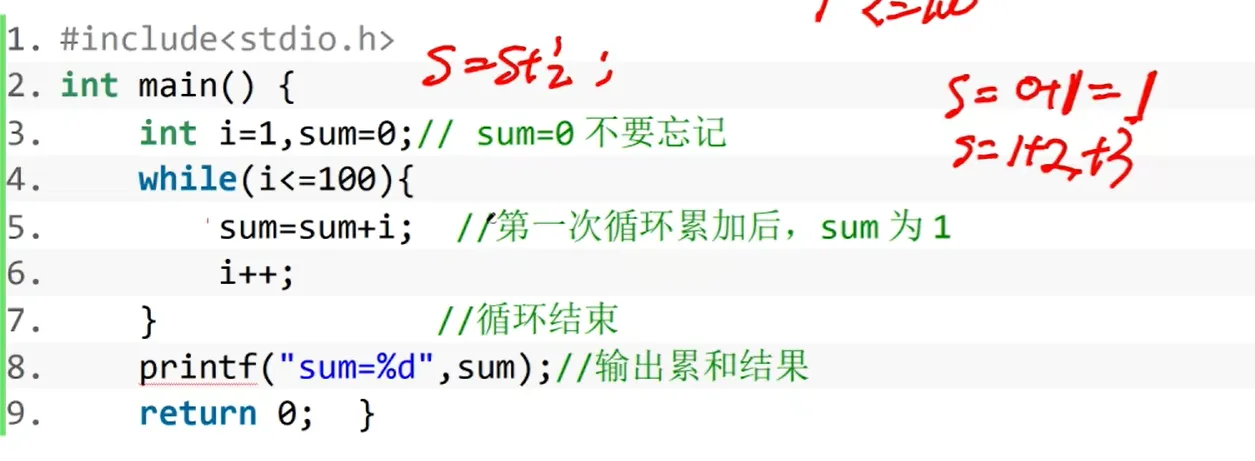 <=100
1. #include<stdio.h>
S=S+i;
2. int main() {
S=0+1=1
3. int i=1,sum=0;// sum=0 不要忘记
S=1+2+3
4. while(i<=100){
5. sum=sum+i; //第一次循环累加后，sum 为 1
6. i++;
7. } //循环结束
8. printf("sum=%d",sum);//输出累和结果
9. return 0; }